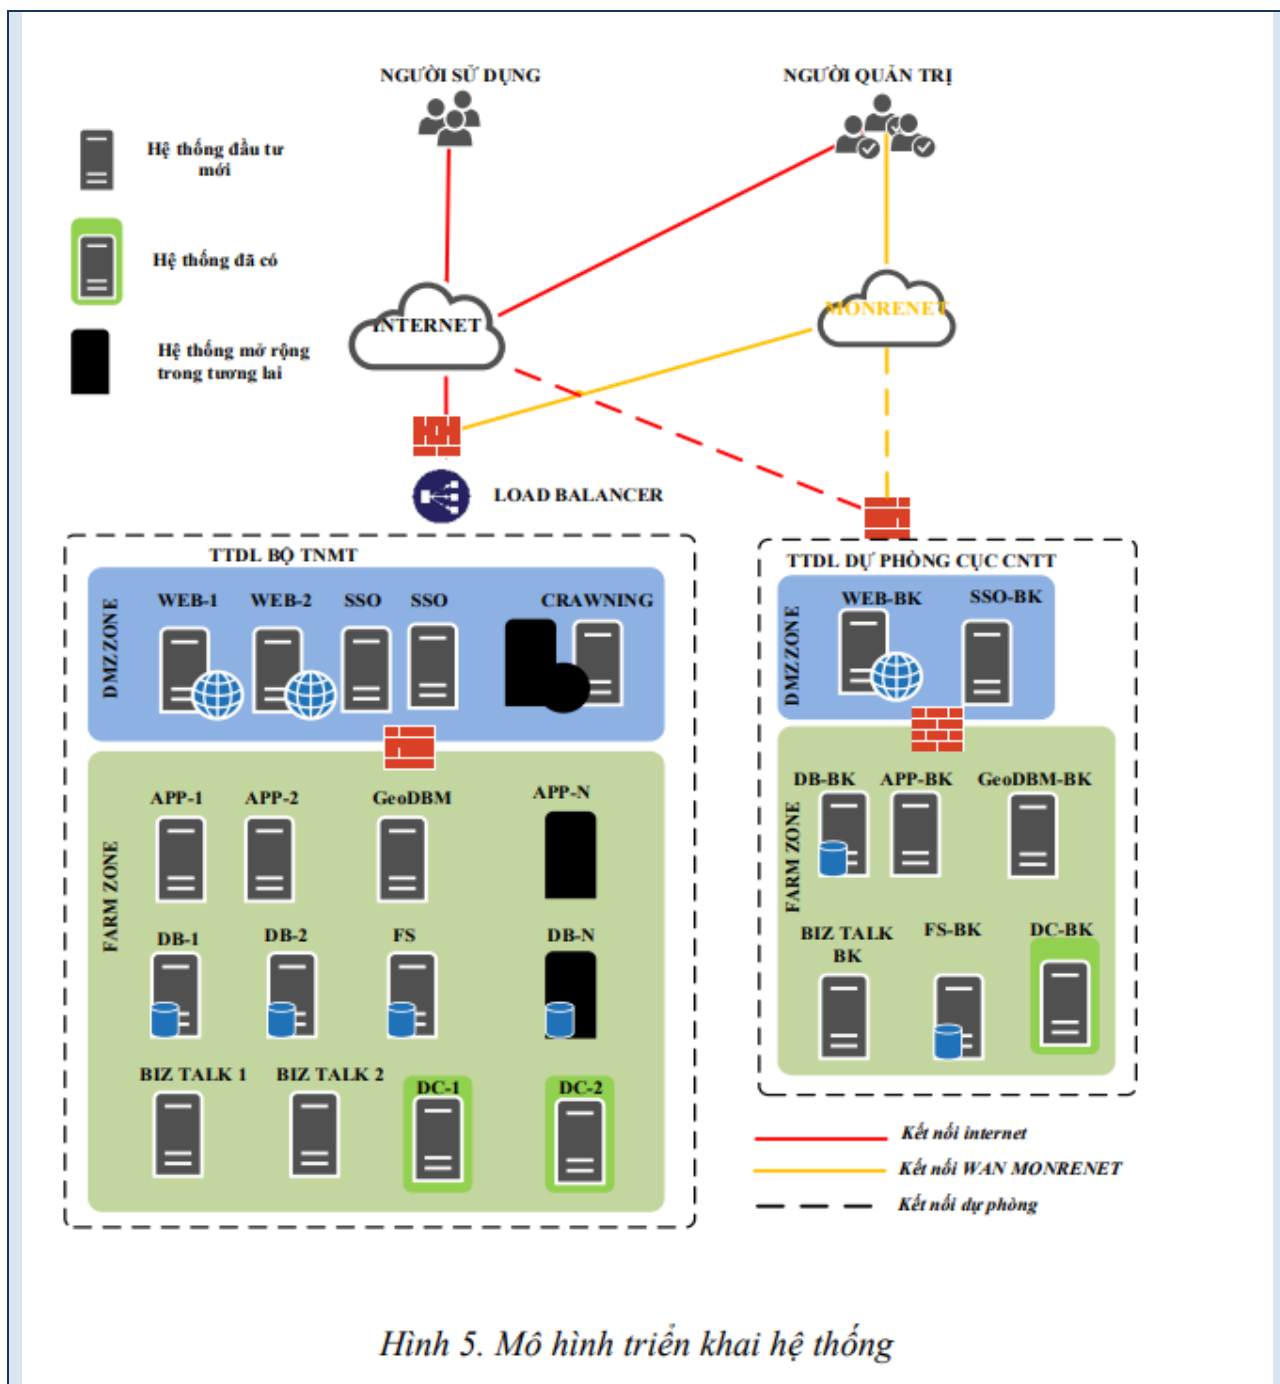 NGƯỜI SỬ DỤNG
NGƯỜI QUẢN TRỊ
Hệ thống đầu tư
mới
Hệ thống đã có
Hệ thống mở rộng
trong tương lai
INTERNET
MONRENET
LOAD BALANCER
TTDL BỘ TNMT
DMZ ZONE
WEB-1
WEB-2
SSO
SSO
CRAWNING
FARM ZONE
APP-1
APP-2
GeoDBM
APP-N
DB-1
DB-2
FS
DB-N
BIZ TALK 1
BIZ TALK 2
DC-1
DC-2
TTDL DỰ PHÒNG CỤC CNTT
DMZ ZONE
WEB-BK
SSO-BK
FARM ZONE
DB-BK
APP-BK
GeoDBM-BK
BIZ TALK
BK
FS-BK
DC-BK
Kết nối internet
Kết nối WAN MONRENET
Kết nối dự phòng
Hình 5. Mô hình triển khai hệ thống